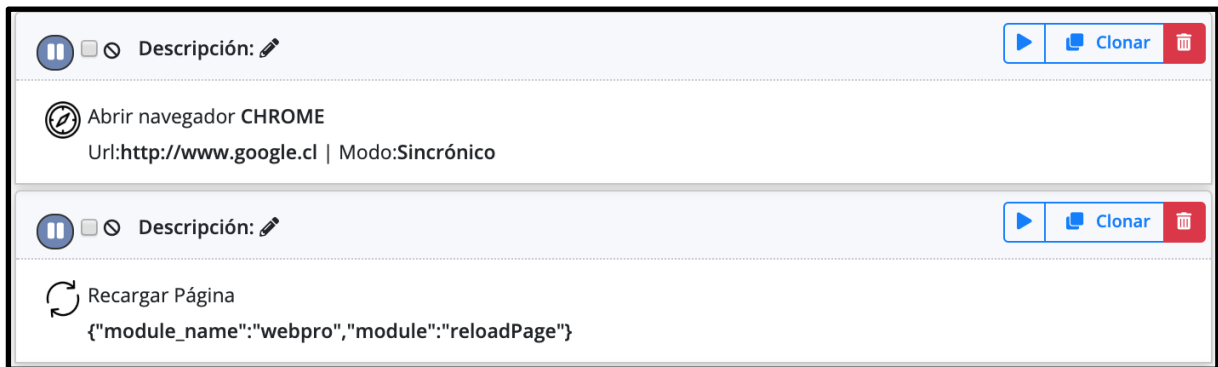 Descripción:
Clonar
Abrir navegador CHROME
Url:http://www.google.cl | Modo:Sincrónico
Descripción:
Clonar
Recargar Página
{"module_name":"webpro","module":"reloadPage"}